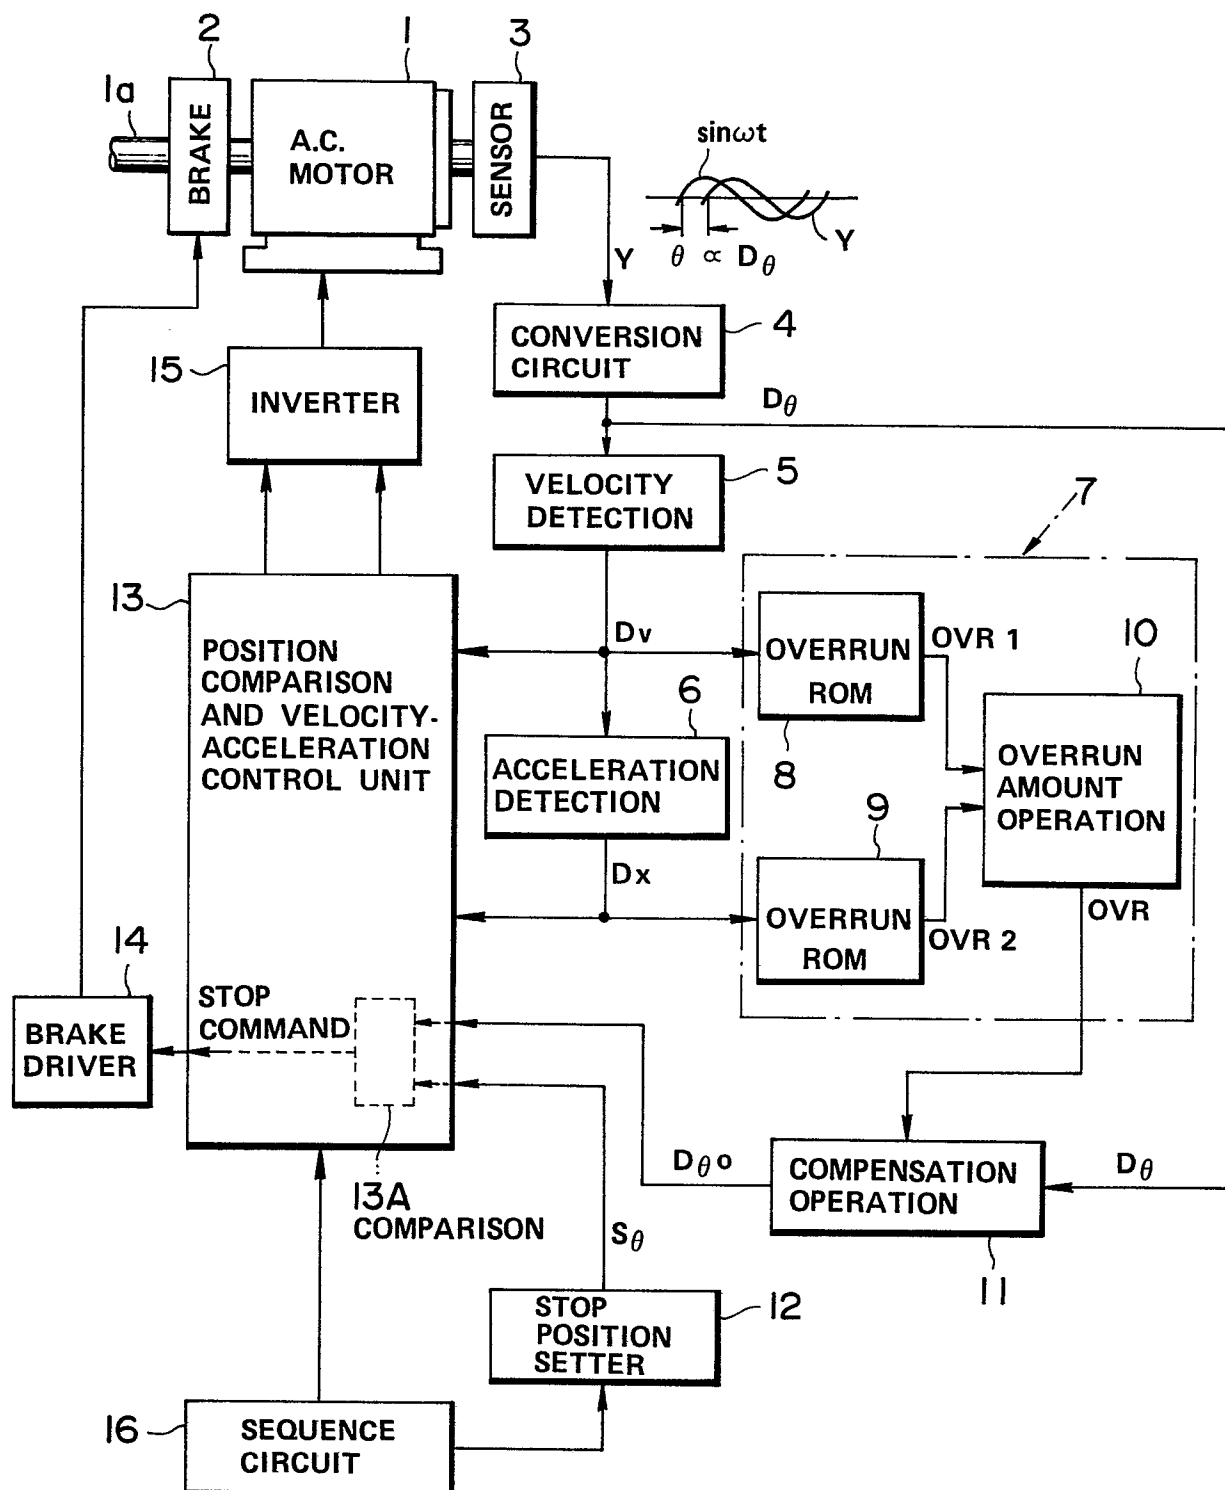 2
1
3
1a
BRAKE
A.C.
MOTOR
SENSOR
sinωt
Y
θ ∝ Dθ
Y
CONVERSION
CIRCUIT
4
15
INVERTER
Dθ
VELOCITY
DETECTION
5
7
13
POSITION
COMPARISON
AND VELOCITY-
ACCELERATION
CONTROL UNIT
Dv
OVERRUN
ROM
OVR 1
8
10
6
ACCELERATION
DETECTION
OVERRUN
AMOUNT
OPERATION
9
Dx
OVERRUN
ROM
OVR 2
OVR
14
STOP
COMMAND
BRAKE
DRIVER
13A
COMPARISON
Dθo
COMPENSATION
OPERATION
Dθ
11
Sθ
STOP
POSITION
SETTER
12
16
SEQUENCE
CIRCUIT